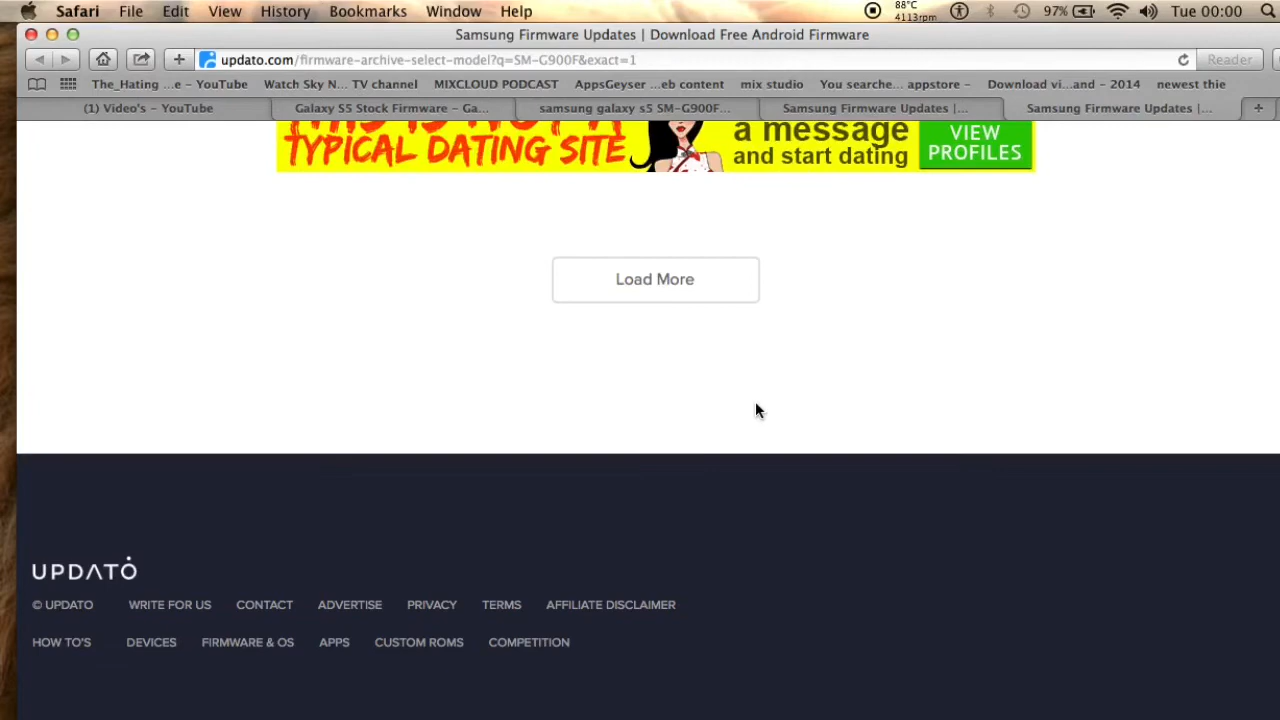 Safari File Edit View History Bookmarks Window Help 88°C 4113rpm 97% Tue 00:00
Samsung Firmware Updates | Download Free Android Firmware
updato.com/firmware-archive-select-model?q=SM-G900F&exact=1 Reader
The_Hating ...e – YouTube Watch Sky N... TV channel MIXCLOUD PODCAST AppsGeyser ...eb content mix studio You searche... appstore – Download vi...and – 2014 newest thie
(1) Video's – YouTube Galaxy S5 Stock Firmware – Ga... samsung galaxy s5 SM-G900F... Samsung Firmware Updates |... Samsung Firmware Updates |... +
TYPICAL DATING SITE
a message
and start dating
VIEW
PROFILES
Load More
UPDATO
© UPDATO WRITE FOR US CONTACT ADVERTISE PRIVACY TERMS AFFILIATE DISCLAIMER
HOW TO'S DEVICES FIRMWARE & OS APPS CUSTOM ROMS COMPETITION